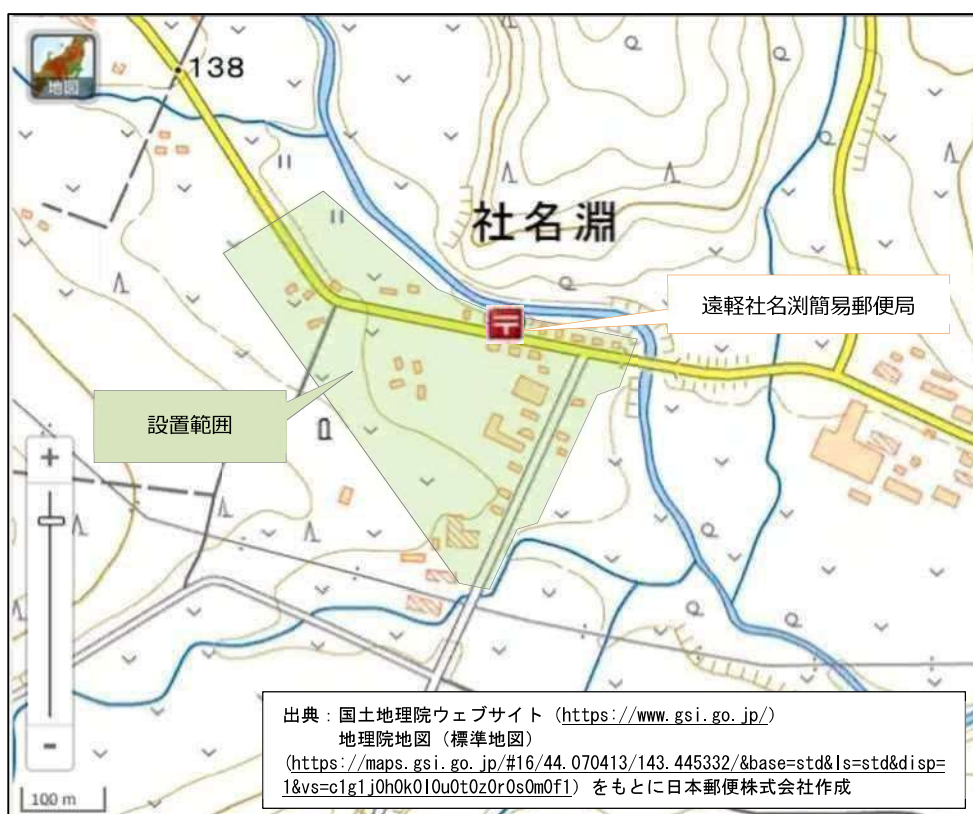 地図
138
社名淵
遠軽社名渕簡易郵便局
設置範囲
+
-
100 m
出典：国土地理院ウェブサイト（https://www.gsi.go.jp/）
地理院地図（標準地図）
(https://maps.gsi.go.jp/#16/44.070413/143.445332/&base=std&ls=std&disp=
1&vs=c1g1j0h0k0l0u0t0z0r0s0m0f1）をもとに日本郵便株式会社作成